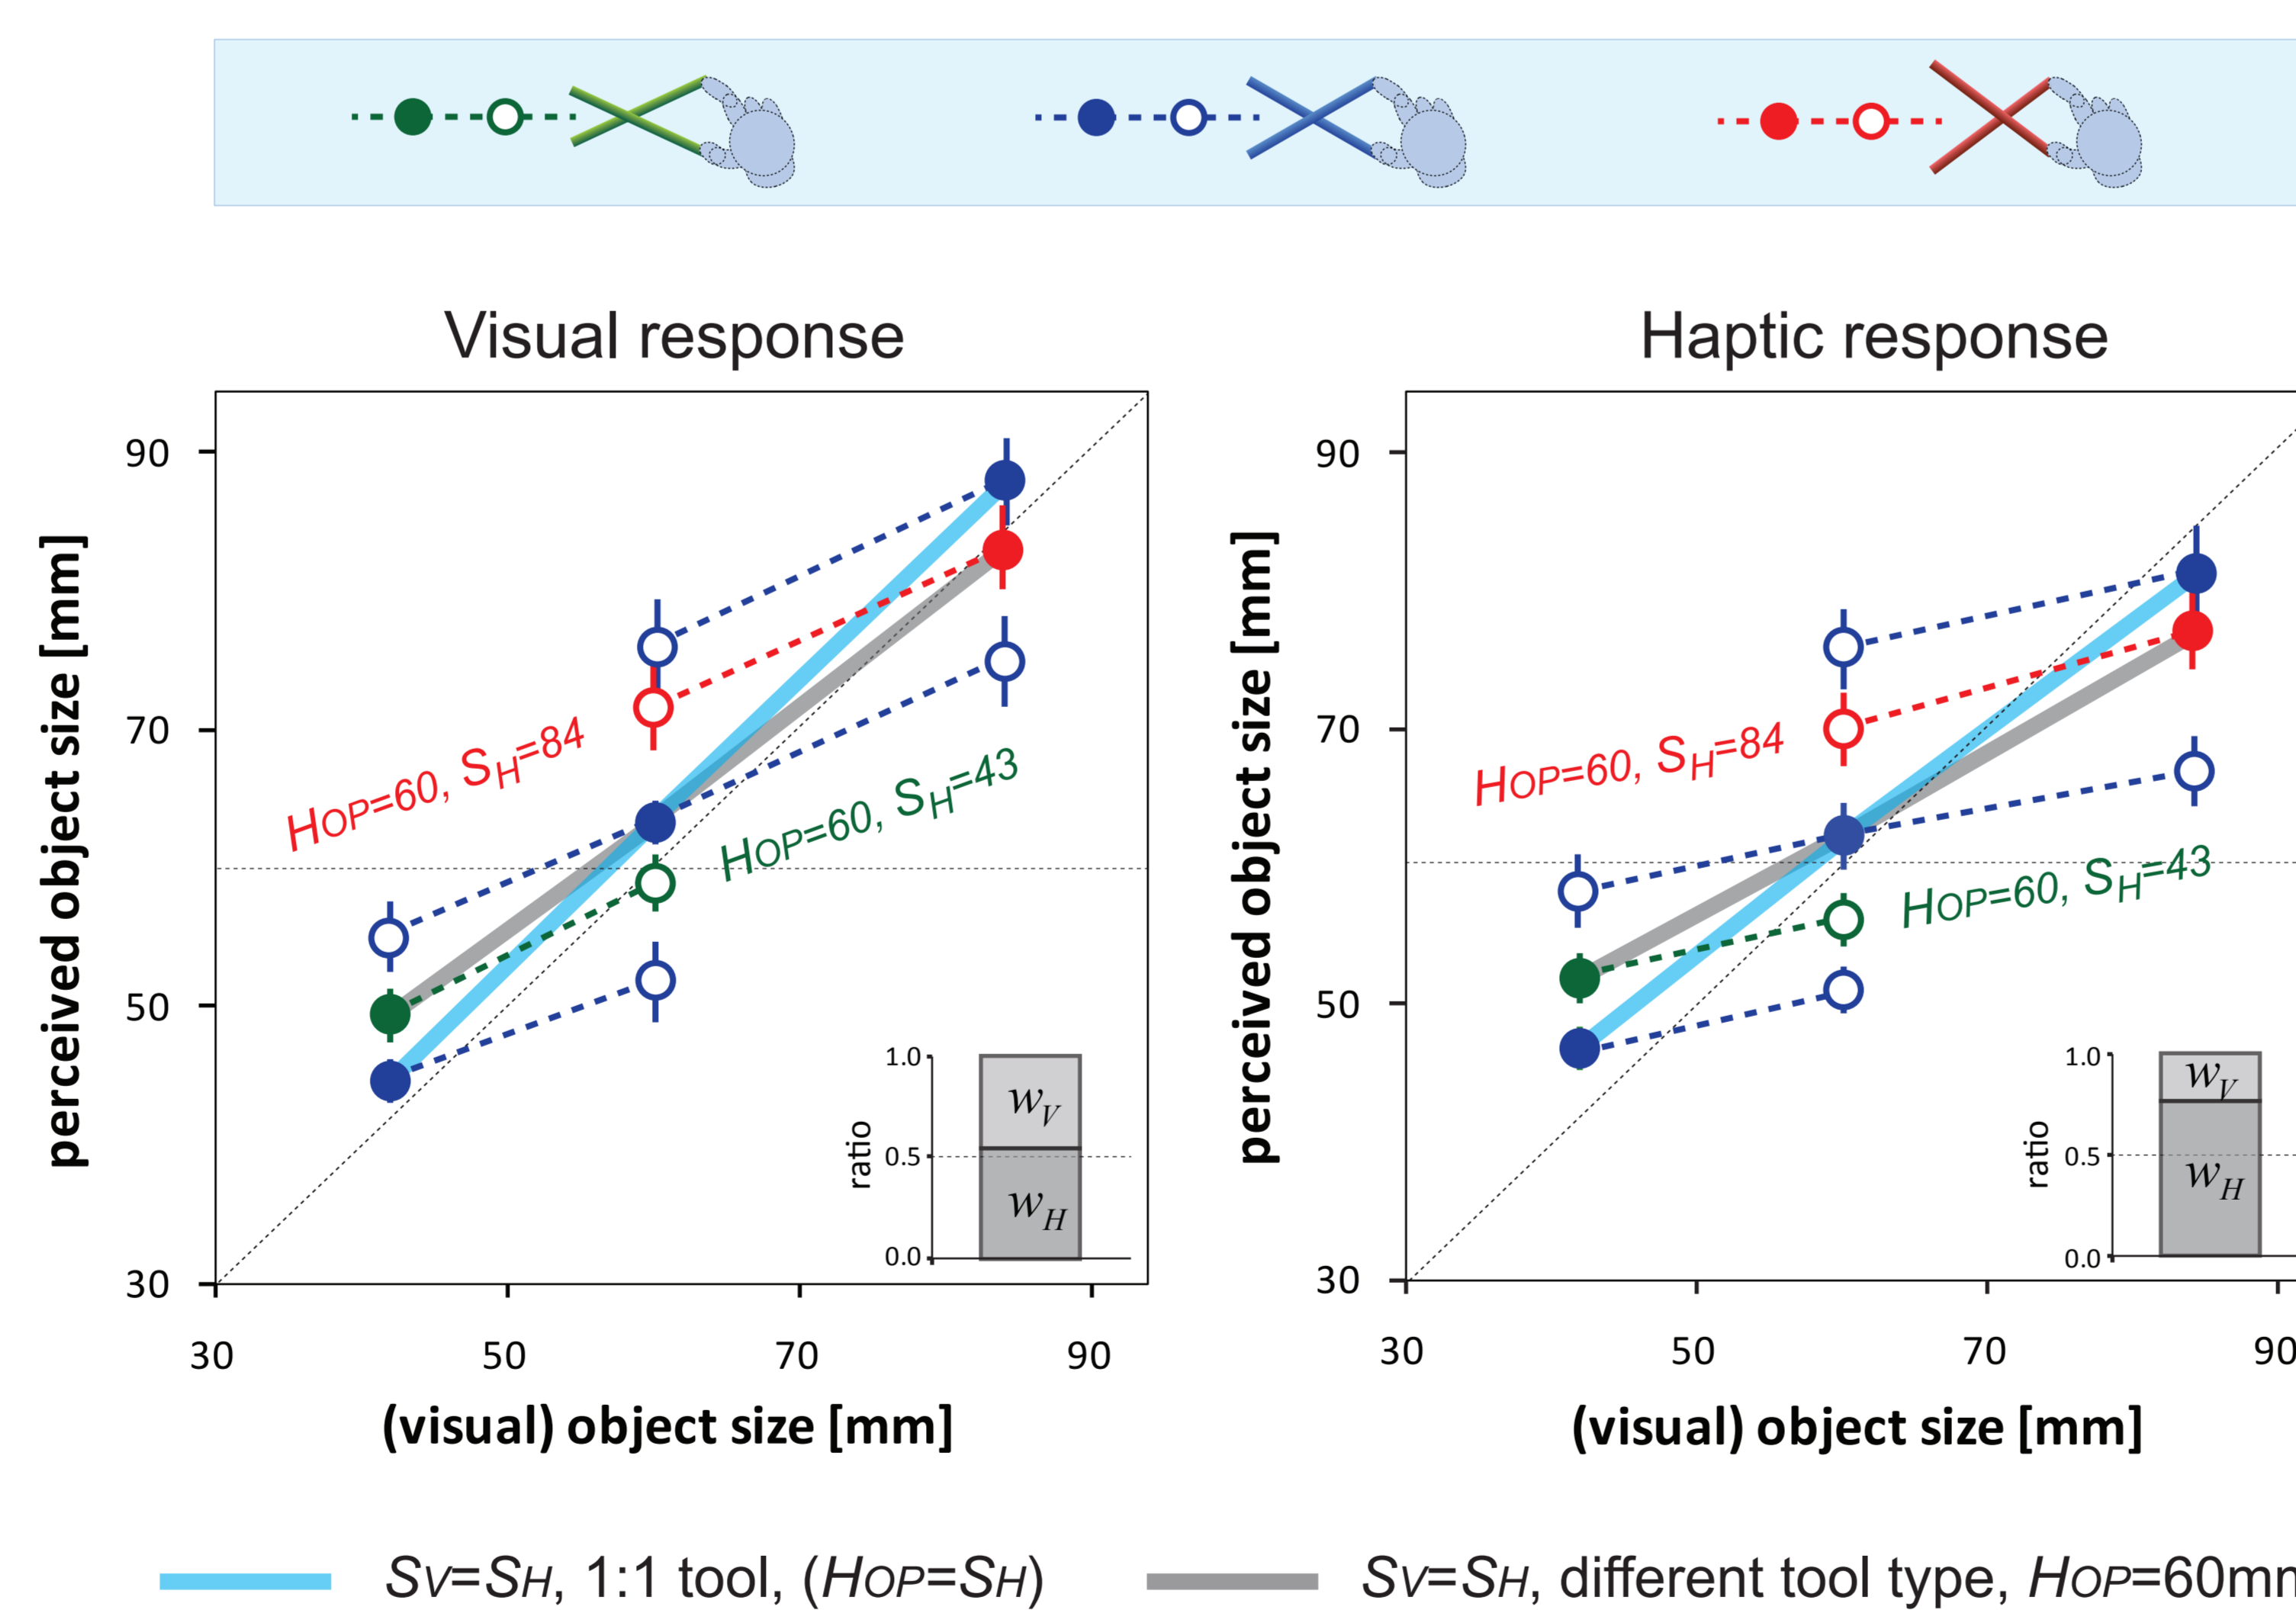 Visual response
Haptic response
perceived object size [mm]
90
70
50
30
30 50 70 90
(visual) object size [mm]
HOP=60, SH=84
HOP=60, SH=43
ratio
1.0
0.5
0.0
wV
wH
perceived object size [mm]
90
70
50
30
30 50 70 90
(visual) object size [mm]
HOP=60, SH=84
HOP=60, SH=43
ratio
1.0
0.5
0.0
wV
wH
SV=SH, 1:1 tool, (HOP=SH)
SV=SH, different tool type, HOP=60m